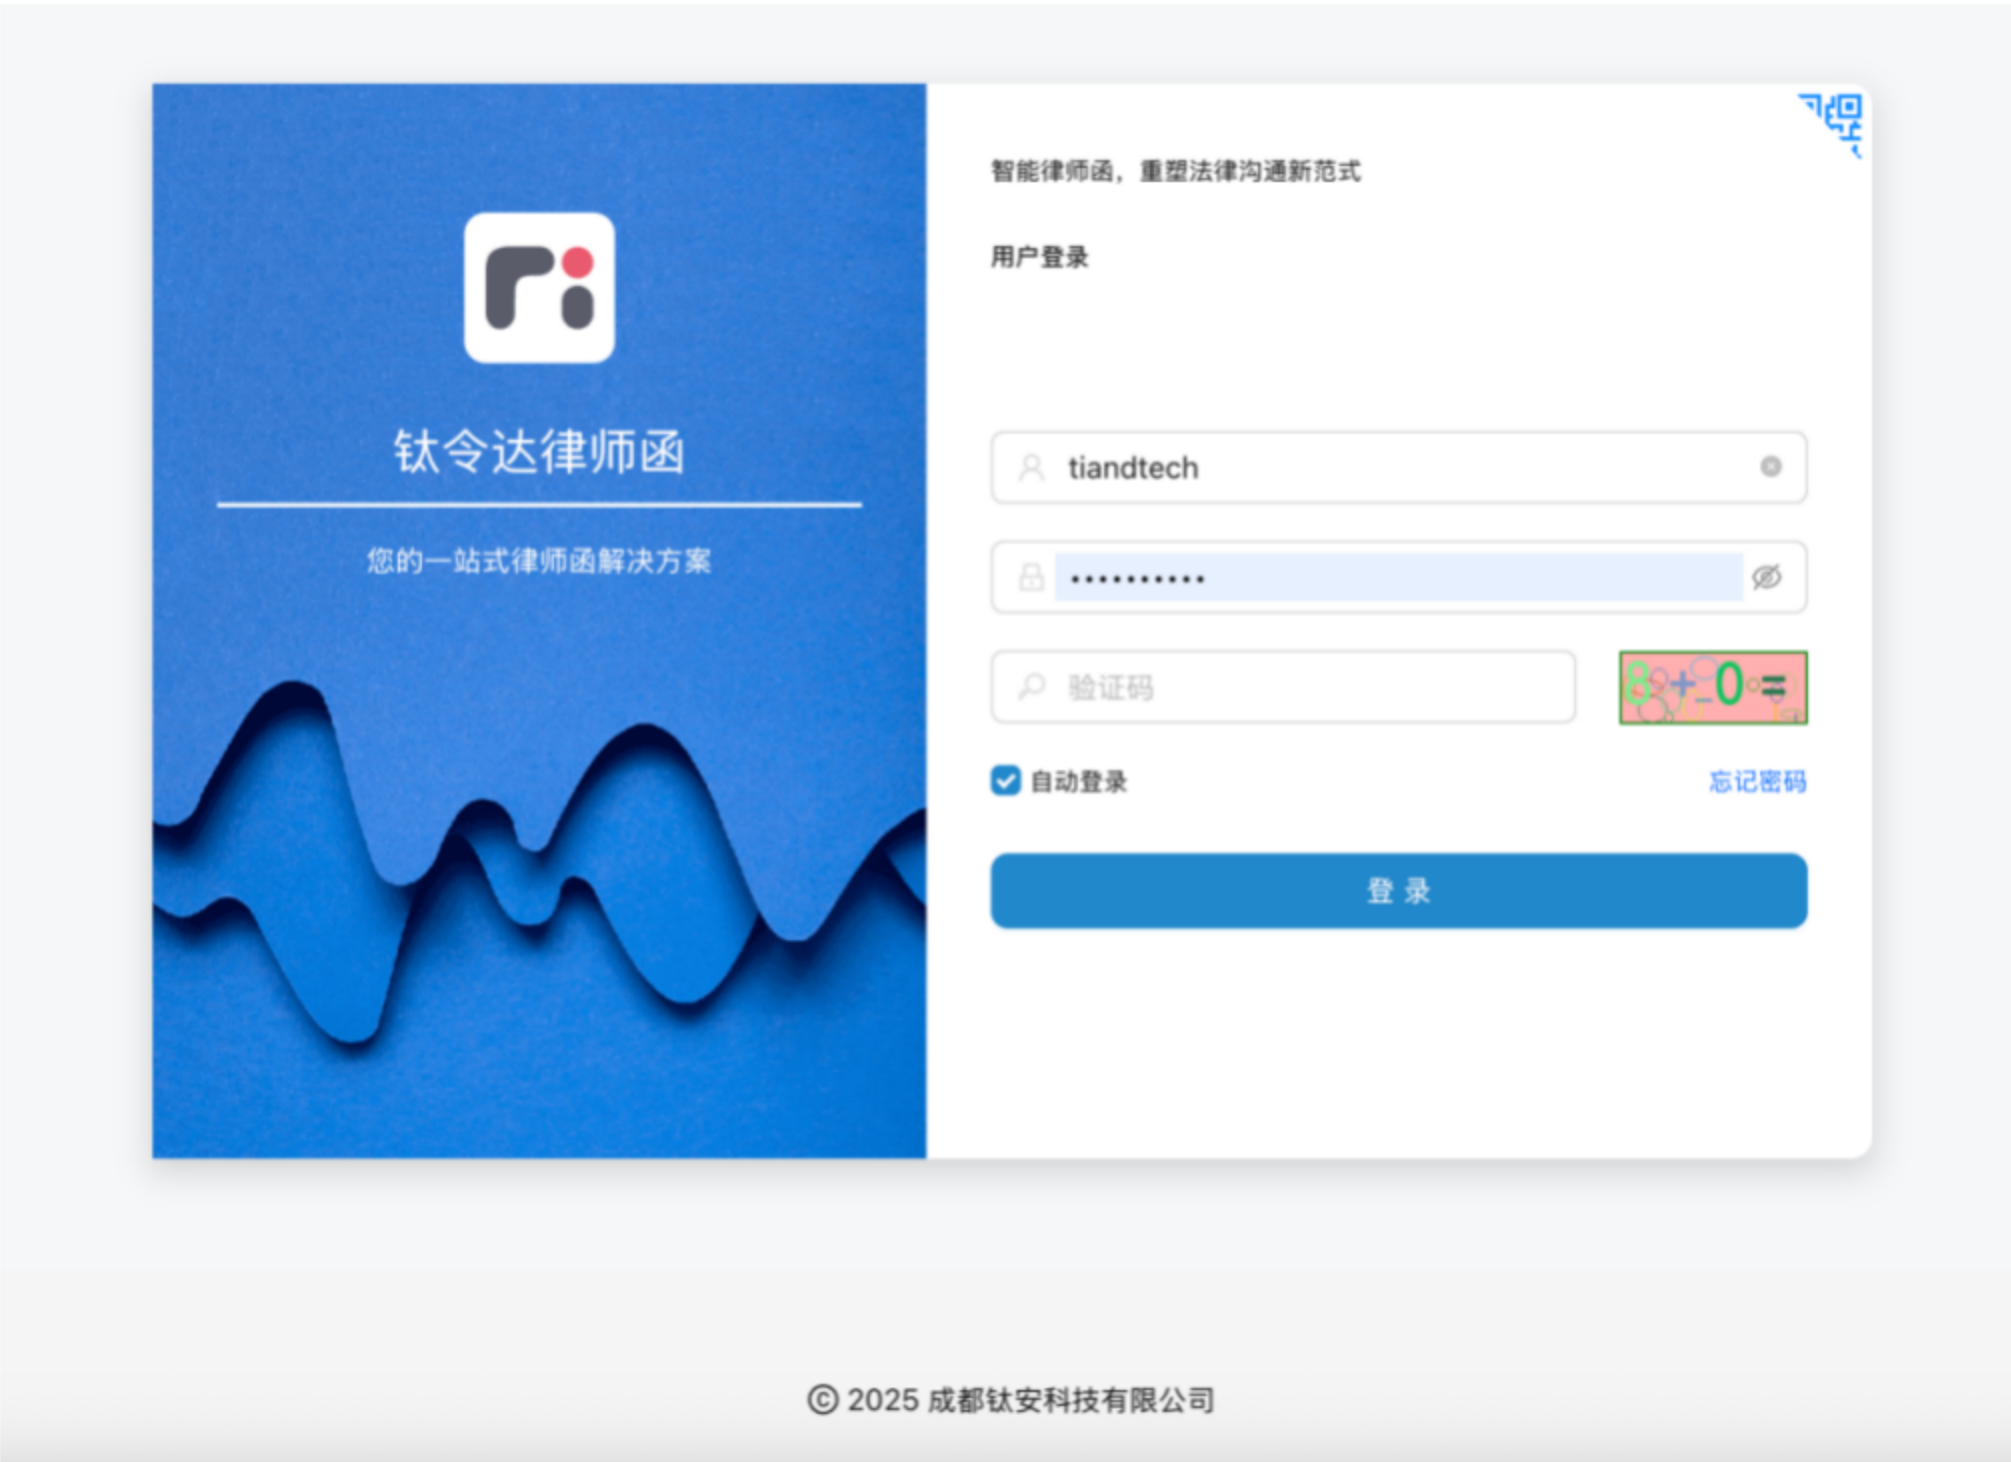 钛令达律师函
您的一站式律师函解决方案
智能律师函，重塑法律沟通新范式
用户登录
tiandtech
••••••••••
验证码
8+0=
自动登录
忘记密码
登录
© 2025 成都钛安科技有限公司